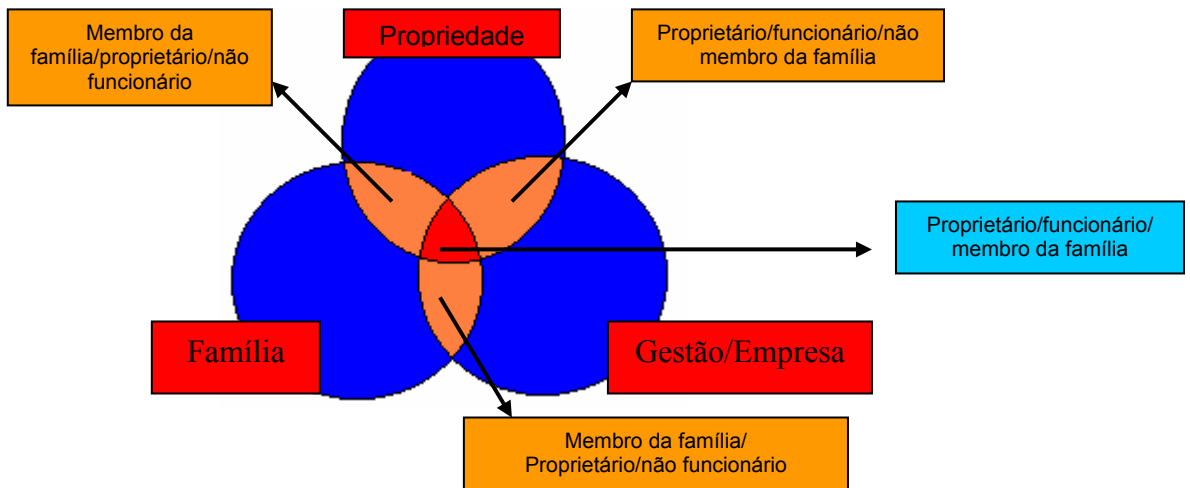 Membro da
família/proprietário/não
funcionário
Propriedade
Proprietário/funcionário/não
membro da família
Proprietário/funcionário/
membro da família
Família
Gestão/Empresa
Membro da família/
Proprietário/não funcionário